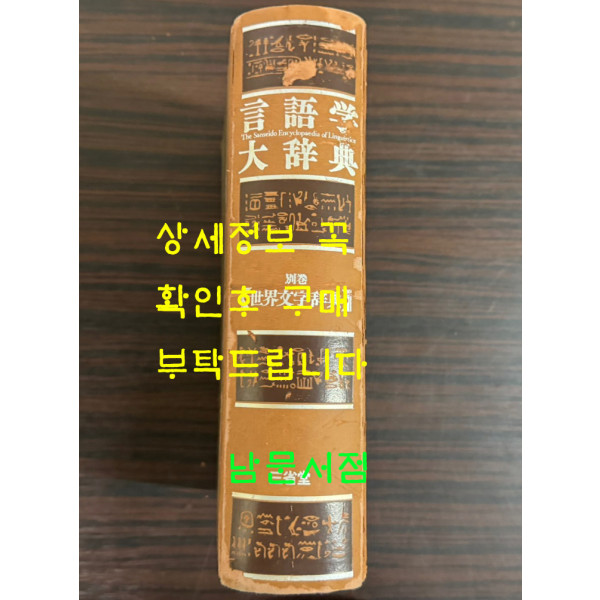 言語学
The Sanseido Encyclopaedia of Linguistics
大辞典
상세정보 꼭
別巻
확인후 구매
世界文字辞典
부탁드립니다
남문서점
三省堂